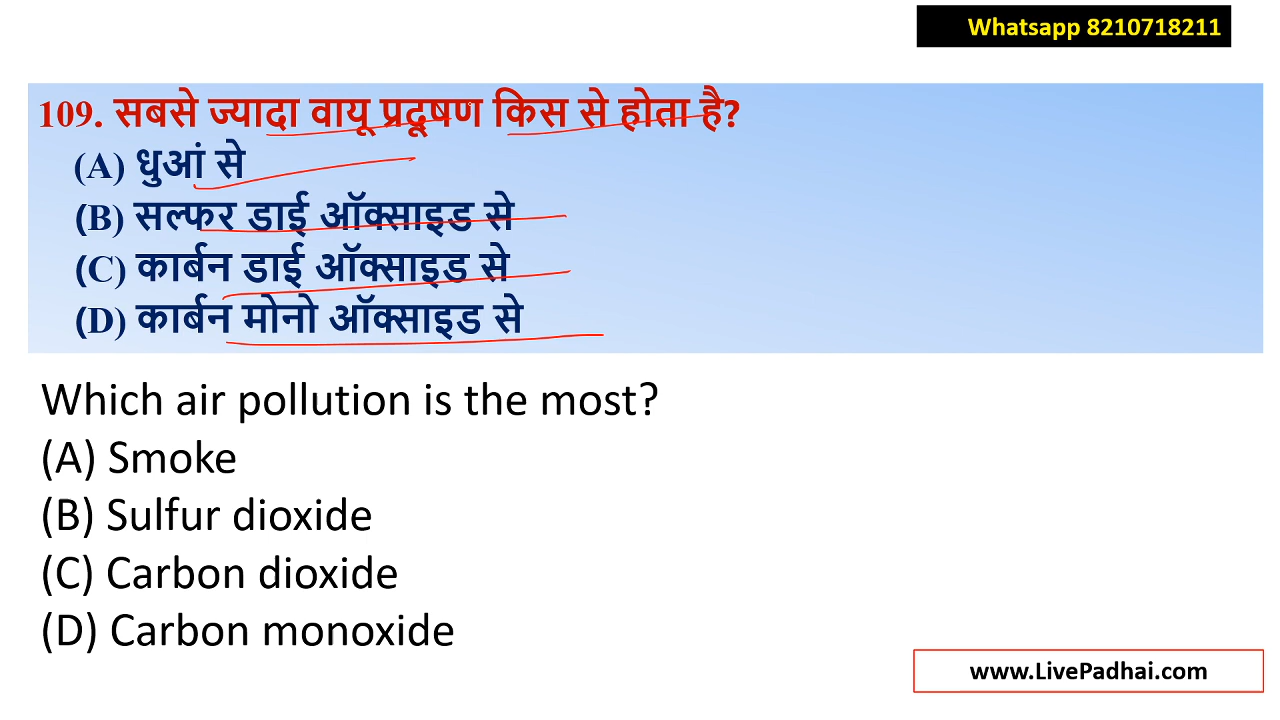 Whatsapp 8210718211
109. सबसे ज्यादा वायू प्रदूषण किस से होता है?
(A) धुआं से
(B) सल्फर डाई ऑक्साइड से
(C) कार्बन डाई ऑक्साइड से
(D) कार्बन मोनो ऑक्साइड से
Which air pollution is the most?
(A) Smoke
(B) Sulfur dioxide
(C) Carbon dioxide
(D) Carbon monoxide
www.LivePadhai.com